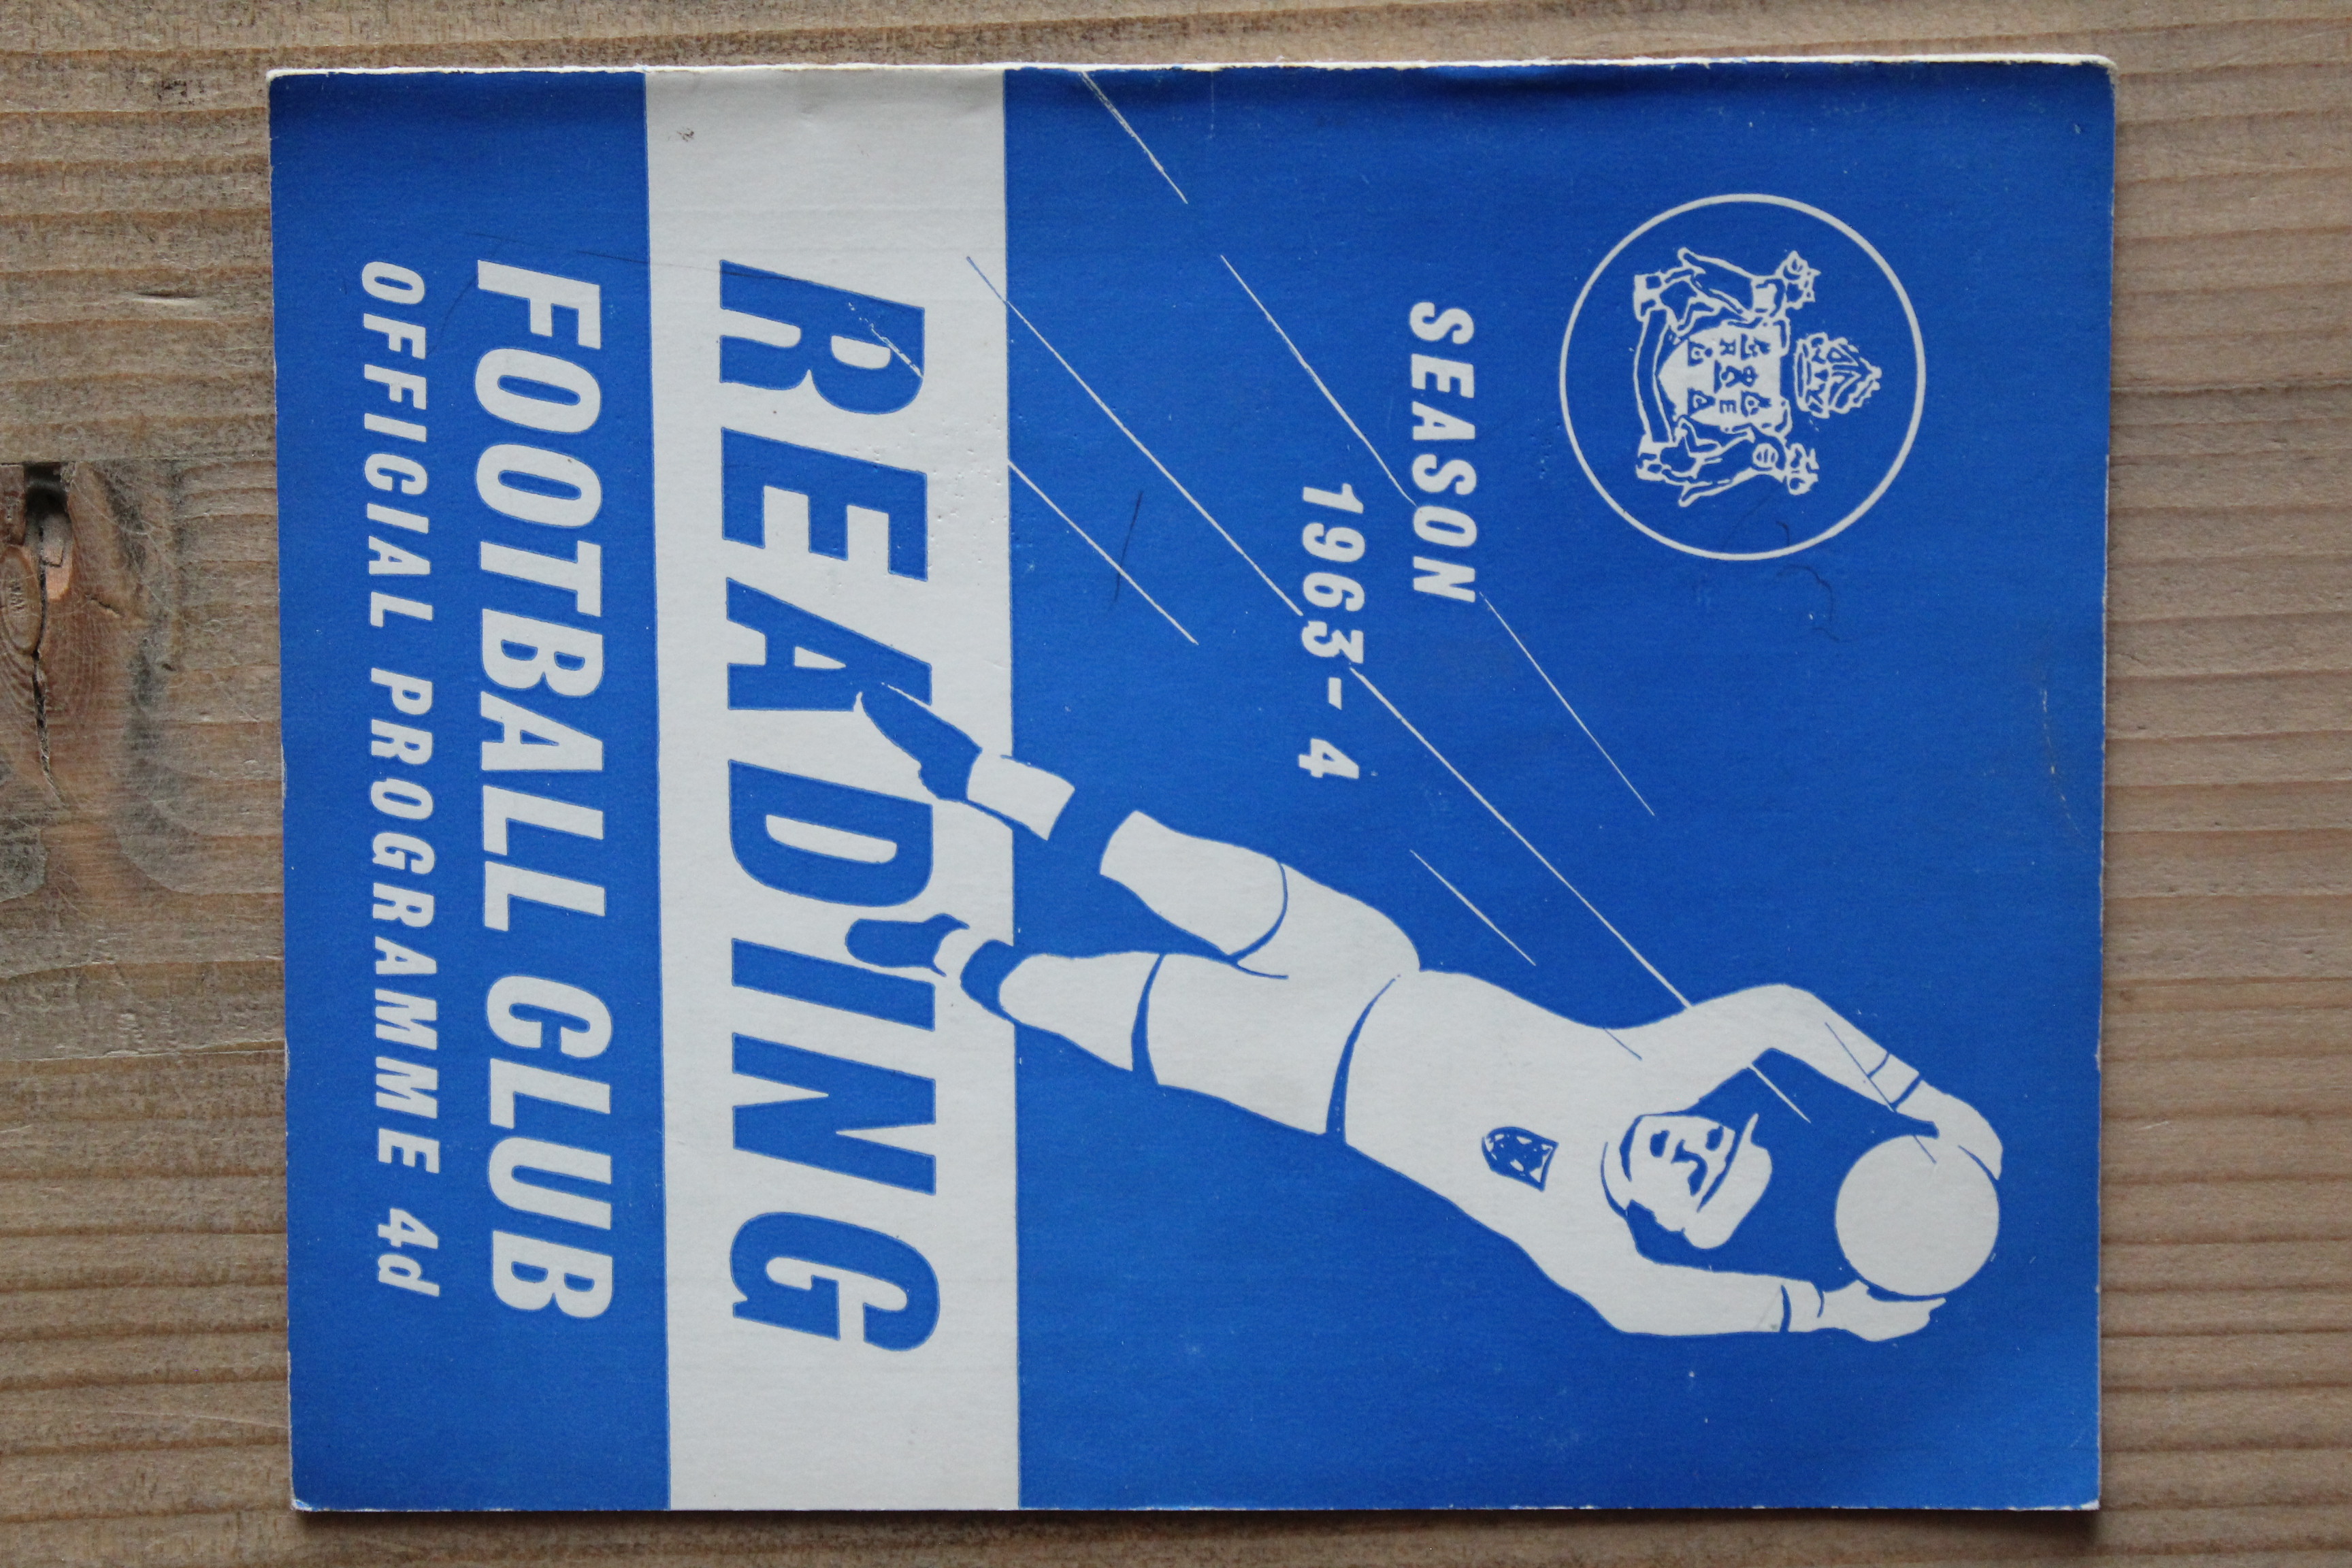 SEASON
1963-4
READING
FOOTBALL CLUB
OFFICIAL PROGRAMME 4d